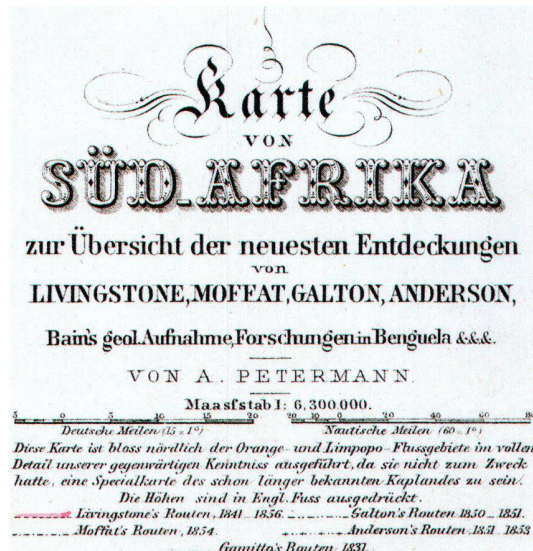 Karte
VON
SÜD-AFRIKA
zur Übersicht der neuesten Entdeckungen
von
LIVINGSTONE, MOFFAT, GALTON, ANDERSON,
Bain's geol. Aufnahme, Forschungen in Benguela &.&.&.
VON A. PETERMANN.
Maafsstab 1: 6,300.000.
5 0 5 10 15 20 20 10 0 20 40 60 80
Deutsche Meilen (15 = 1°) Nautische Meilen (60 = 1°)
Diese Karte ist bloss nördlich der Orange- und Limpopo-Flussgebiete im vollen
Detail unserer gegenwärtigen Kenntniss ausgeführt, da sie nicht zum Zweck
hatte, eine Specialkarte des schon länger bekannten Kaplandes zu sein.
Die Höhen sind in Engl. Fuss ausgedrückt.
Livingstone's Routen, 1841 - 1856. Galton's Routen 1850 - 1851.
Moffat's Routen, 1854. Anderson's Routen 1851 - 1853
Gamitto's Routen 1831.